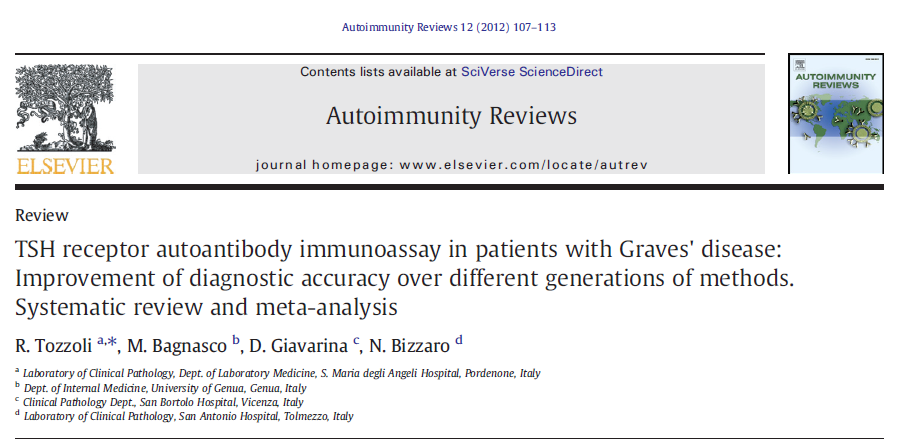 Autoimmunity Reviews 12 (2012) 107–113
Contents lists available at SciVerse ScienceDirect
Autoimmunity Reviews
journal homepage: www.elsevier.com/locate/autrev
ELSEVIER
AUTOIMMUNITY
REVIEWS
Review
TSH receptor autoantibody immunoassay in patients with Graves' disease:
Improvement of diagnostic accuracy over different generations of methods.
Systematic review and meta-analysis
R. Tozzoli a,*, M. Bagnasco b, D. Giavarina c, N. Bizzaro d
a Laboratory of Clinical Pathology, Dept. of Laboratory Medicine, S. Maria degli Angeli Hospital, Pordenone, Italy
b Dept. of Internal Medicine, University of Genua, Genua, Italy
c Clinical Pathology Dept., San Bortolo Hospital, Vicenza, Italy
d Laboratory of Clinical Pathology, San Antonio Hospital, Tolmezzo, Italy